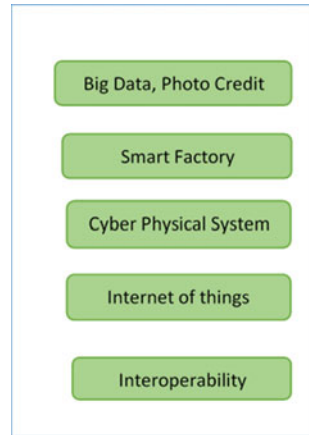 Big Data, Photo Credit
Smart Factory
Cyber Physical System
Internet of things
Interoperability